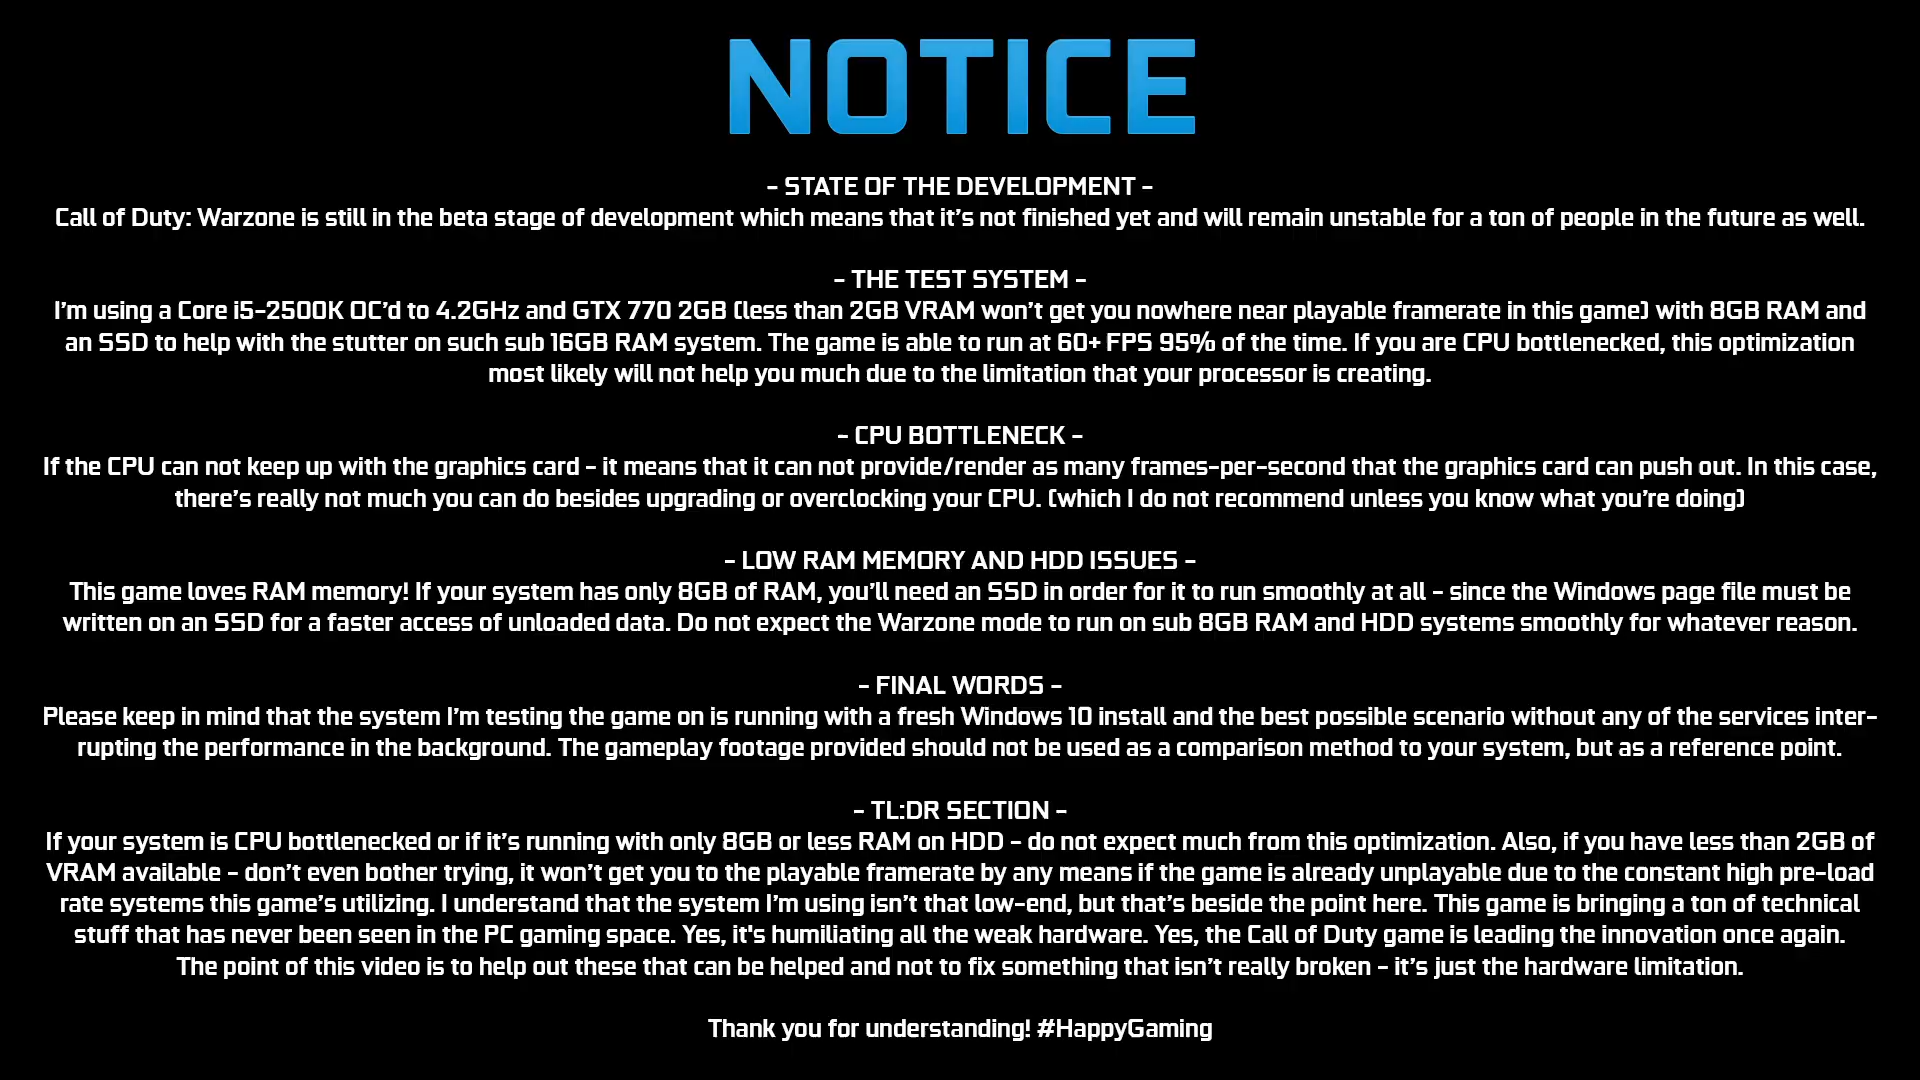 NOTICE
- STATE OF THE DEVELOPMENT -
Call of Duty: Warzone is still in the beta stage of development which means that it's not finished yet and will remain unstable for a ton of people in the future as well.
- THE TEST SYSTEM -
I'm using a Core i5-2500K OC'd to 4.2GHz and GTX 770 2GB (less than 2GB VRAM won't get you nowhere near playable framerate in this game) with 8GB RAM and
an SSD to help with the stutter on such sub 16GB RAM system. The game is able to run at 60+ FPS 95% of the time. If you are CPU bottlenecked, this optimization
most likely will not help you much due to the limitation that your processor is creating.
- CPU BOTTLENECK -
If the CPU can not keep up with the graphics card - it means that it can not provide/render as many frames-per-second that the graphics card can push out. In this case,
there's really not much you can do besides upgrading or overclocking your CPU. (which I do not recommend unless you know what you're doing)
- LOW RAM MEMORY AND HDD ISSUES -
This game loves RAM memory! If your system has only 8GB of RAM, you'll need an SSD in order for it to run smoothly at all - since the Windows page file must be
written on an SSD for a faster access of unloaded data. Do not expect the Warzone mode to run on sub 8GB RAM and HDD systems smoothly for whatever reason.
- FINAL WORDS -
Please keep in mind that the system I'm testing the game on is running with a fresh Windows 10 install and the best possible scenario without any of the services inter-
rupting the performance in the background. The gameplay footage provided should not be used as a comparison method to your system, but as a reference point.
- TL:DR SECTION -
If your system is CPU bottlenecked or if it's running with only 8GB or less RAM on HDD - do not expect much from this optimization. Also, if you have less than 2GB of
VRAM available - don't even bother trying, it won't get you to the playable framerate by any means if the game is already unplayable due to the constant high pre-load
rate systems this game's utilizing. I understand that the system I'm using isn't that low-end, but that's beside the point here. This game is bringing a ton of technical
stuff that has never been seen in the PC gaming space. Yes, it's humiliating all the weak hardware. Yes, the Call of Duty game is leading the innovation once again.
The point of this video is to help out these that can be helped and not to fix something that isn't really broken - it's just the hardware limitation.
Thank you for understanding! #HappyGaming